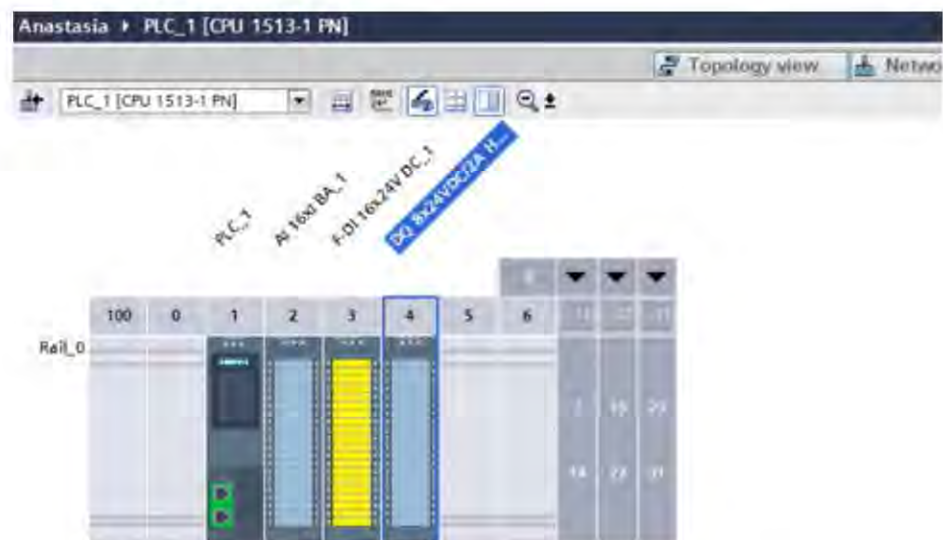 Anastasia ▸ PLC_1 [CPU 1513-1 PN]
Topology view Netwo
PLC_1 [CPU 1513-1 PN]
PLC_1
AI 16xI BA_1
F-DI 16x24V DC_1
DQ 8x24VDC/2A H...
100 0 1 2 3 4 5 6
Rail_0
SIEMENS